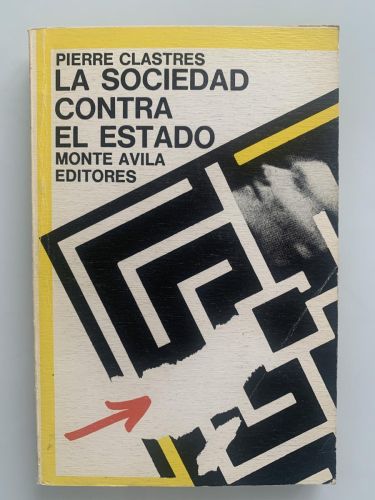 PIERRE CLASTRES
LA SOCIEDAD
CONTRA
EL ESTADO
MONTE AVILA
EDITORES